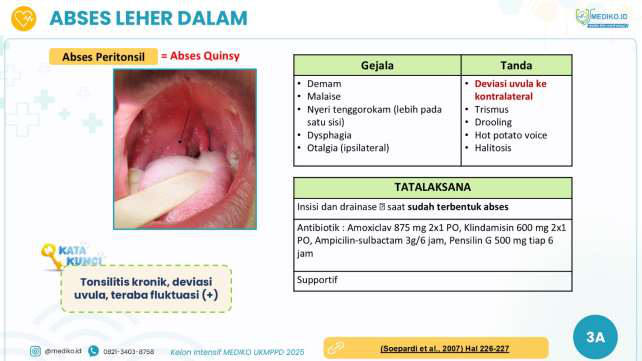 ABSES LEHER DALAM
MEDIKO.ID
Abses Peritonsil
= Abses Quinsy
Gejala
Tanda
• Demam
• Malaise
• Nyeri tenggorokam (lebih pada
satu sisi)
• Dysphagia
• Otalgia (ipsilateral)
• Deviasi uvula ke
kontralateral
• Trismus
• Drooling
• Hot potato voice
• Halitosis
TATALAKSANA
Insisi dan drainase ⍰ saat sudah terbentuk abses
Antibiotik : Amoxiclav 875 mg 2x1 PO, Klindamisin 600 mg 2x1
PO, Ampicilin-sulbactam 3g/6 jam, Pensilin G 500 mg tiap 6
jam
Supportif
KATA
KUNCI
Tonsilitis kronik, deviasi
uvula, teraba fluktuasi (+)
@mediko.id
0821-3403-8758
Kelan Intensif MEDIKO UKMPPD 2025
(Soepardi et al., 2007) Hal 226-227
3A